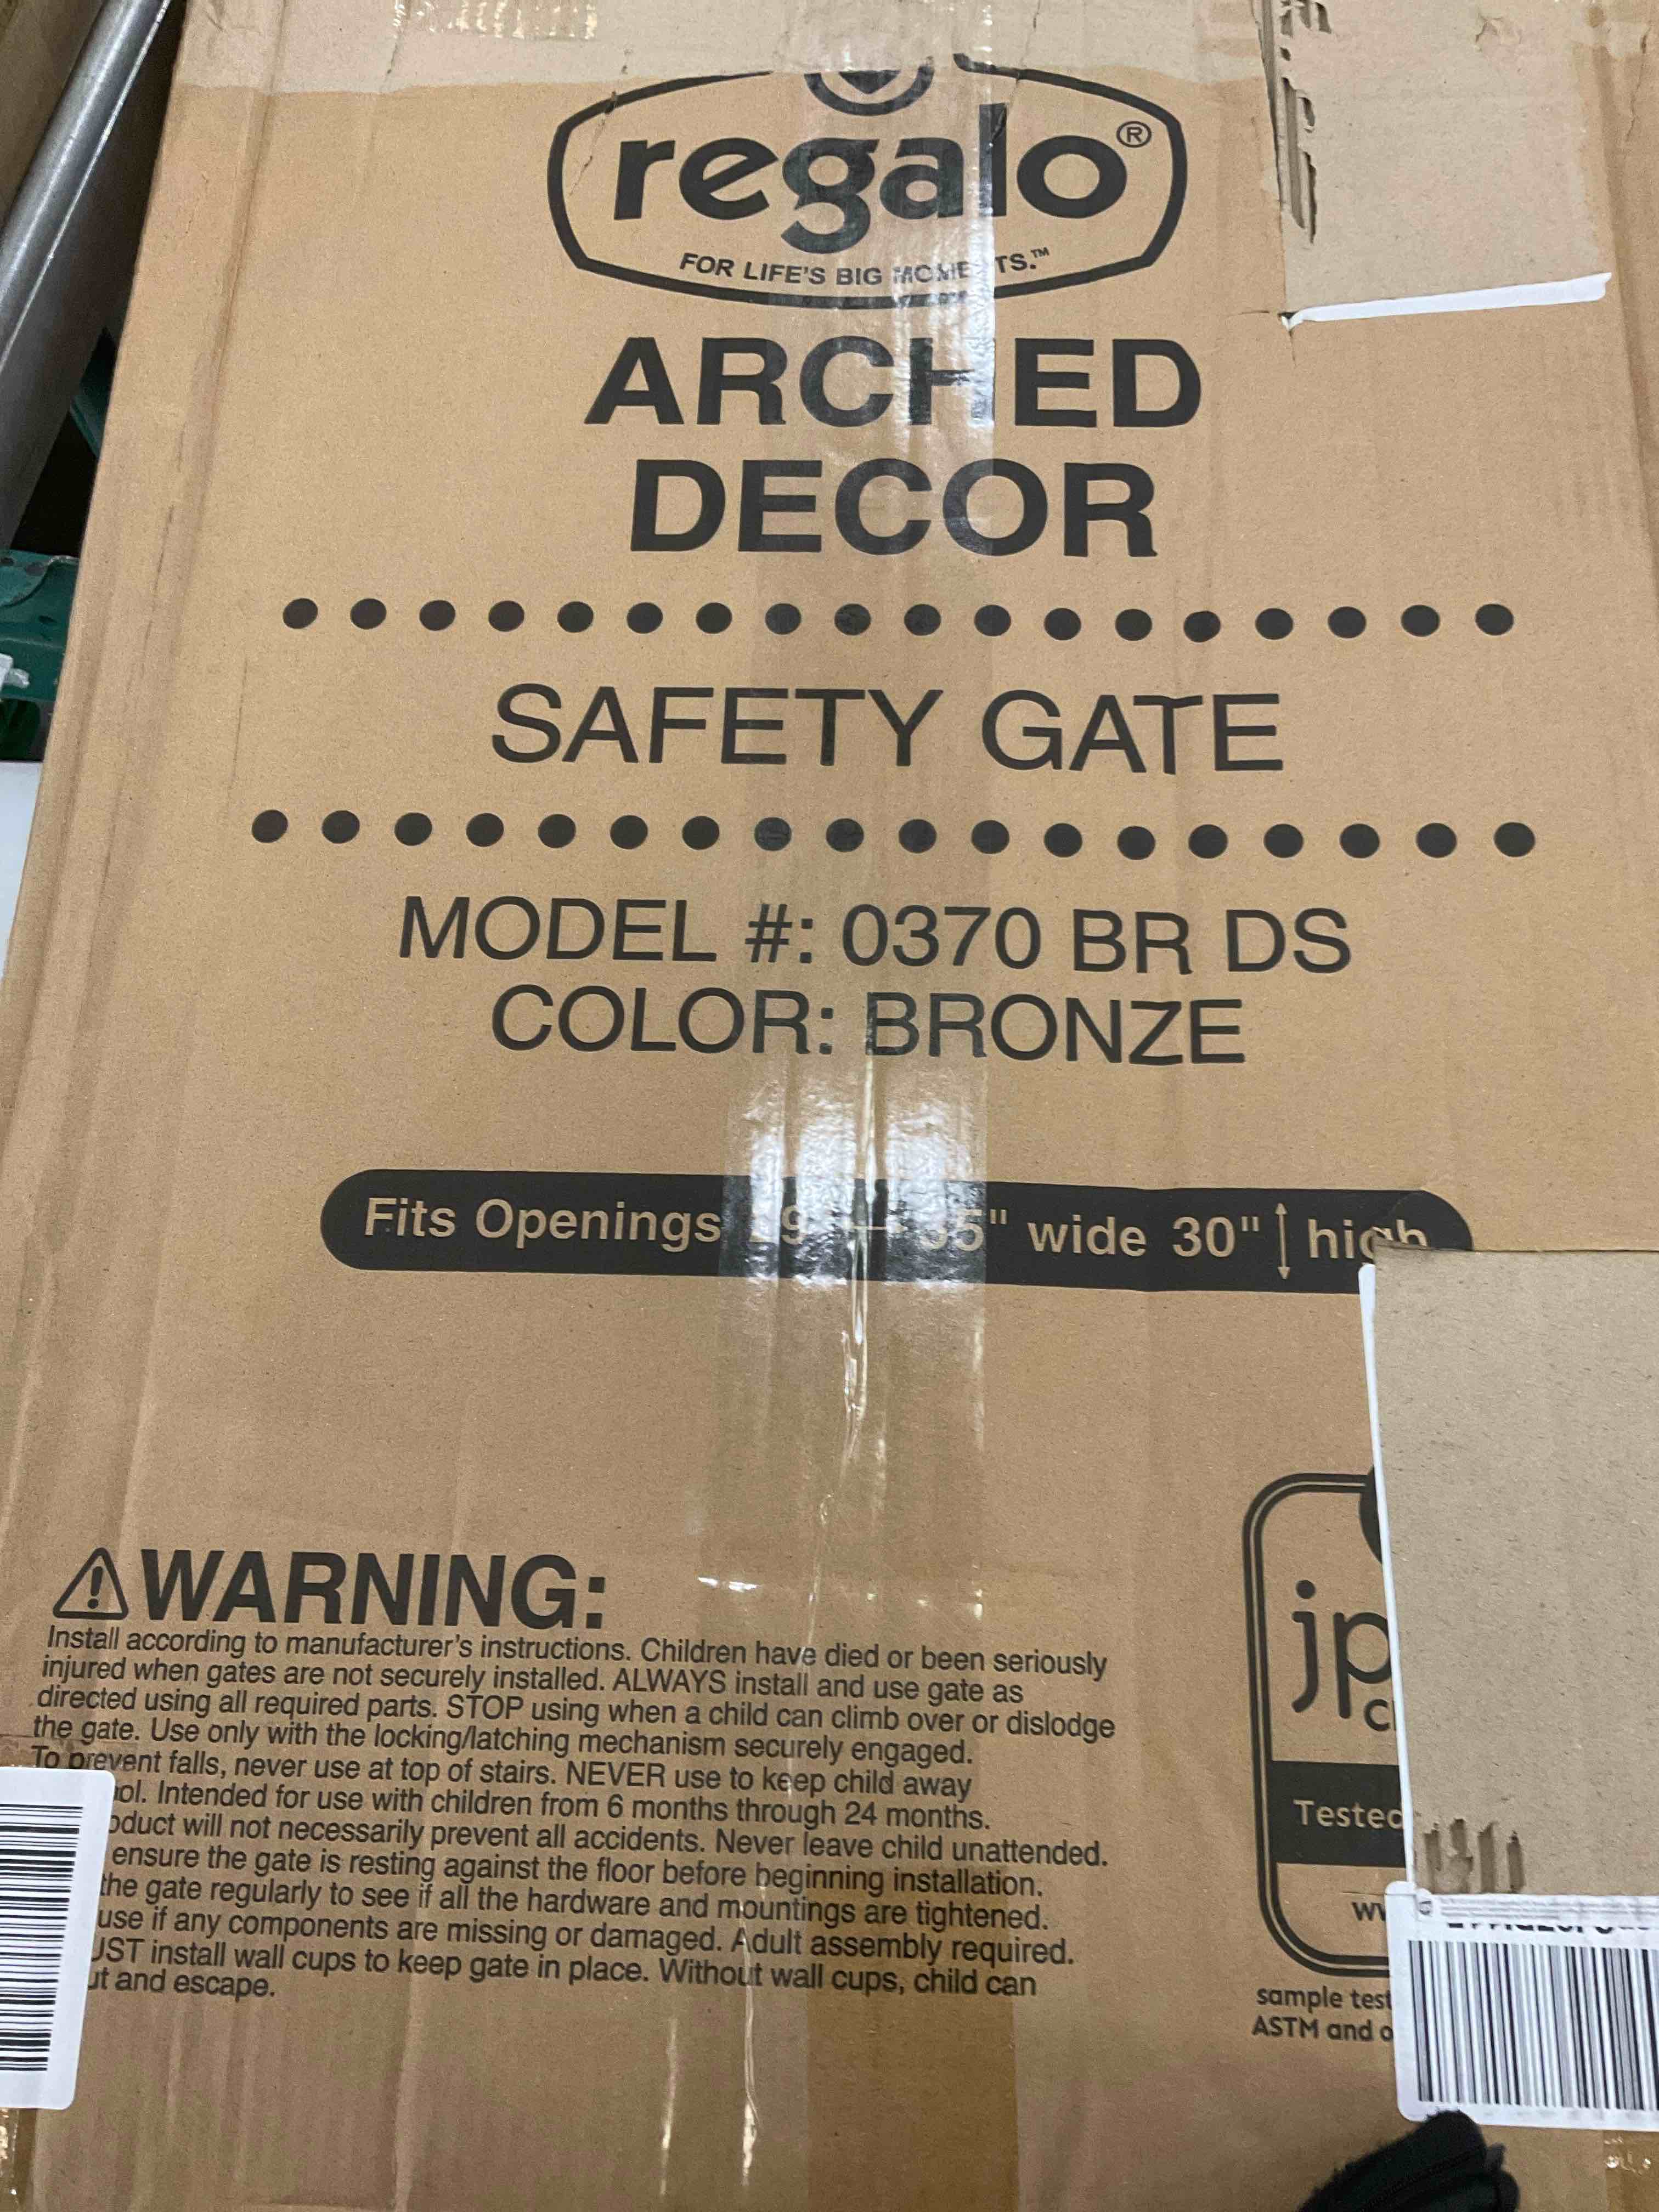 regalo®
FOR LIFE'S BIG MOMENTS.™
ARCHED
DECOR
SAFETY GATE
MODEL #: 0370 BR DS
COLOR: BRONZE
Fits Openings wide 30" high
⚠WARNING:
Install according to manufacturer's instructions. Children have died or been seriously
injured when gates are not securely installed. ALWAYS install and use gate as
directed using all required parts. STOP using when a child can climb over or dislodge
the gate. Use only with the locking/latching mechanism securely engaged.
To prevent falls, never use at top of stairs. NEVER use to keep child away
ol. Intended for use with children from 6 months through 24 months.
oduct will not necessarily prevent all accidents. Never leave child unattended.
ensure the gate is resting against the floor before beginning installation.
the gate regularly to see if all the hardware and mountings are tightened.
use if any components are missing or damaged. Adult assembly required.
UST install wall cups to keep gate in place. Without wall cups, child can
ut and escape.
jp
c
Tested
sample test
ASTM and o